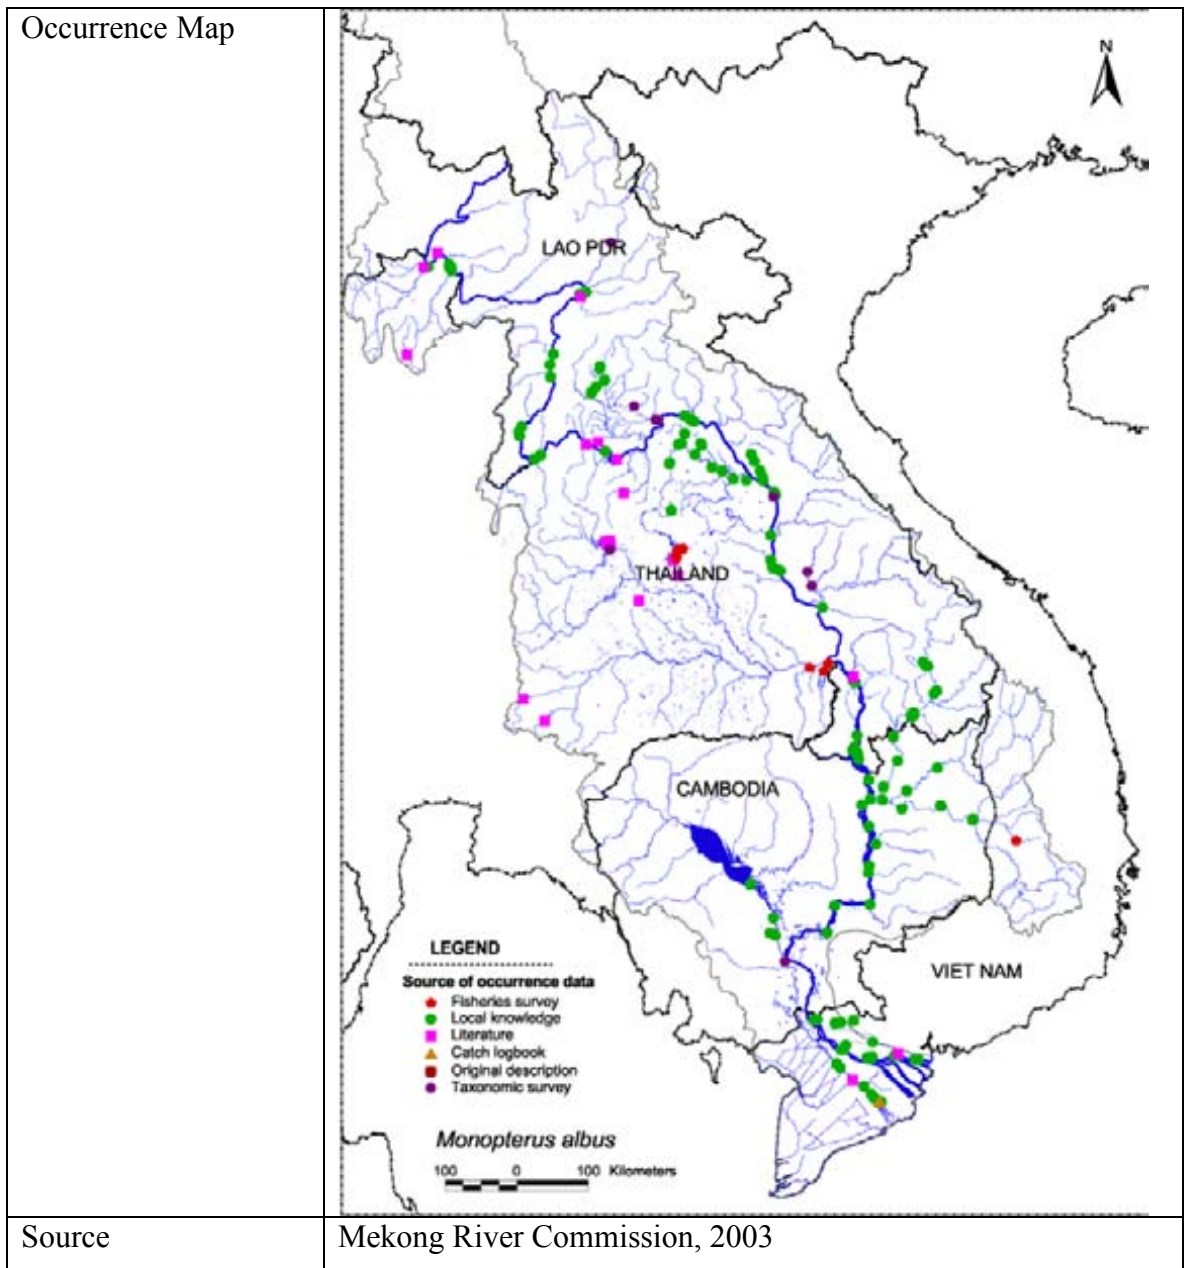 Occurrence Map
N
LAO PDR
THAILAND
CAMBODIA
VIET NAM
LEGEND
Source of occurrence data
Fisheries survey
Local knowledge
Literature
Catch logbook
Original description
Taxonomic survey
Monopterus albus
100 0 100 Kilometers
Source
Mekong River Commission, 2003